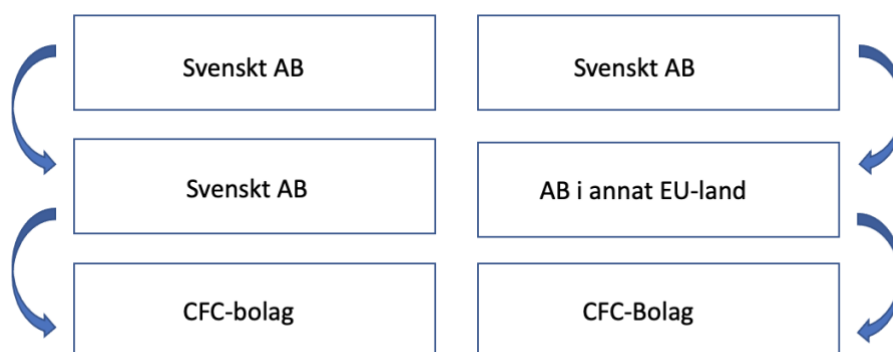 Svenskt AB
Svenskt AB
Svenskt AB
AB i annat EU-land
CFC-bolag
CFC-Bolag